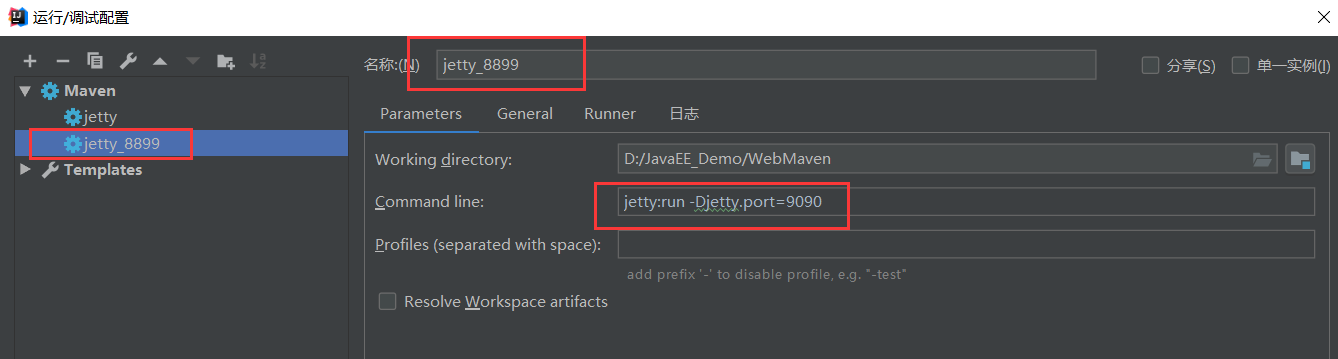 运行/调试配置
名称:(N) jetty_8899 分享(S) 单一实例(I)
Maven
jetty
jetty_8899
Templates
Parameters General Runner 日志
Working directory: D:/JavaEE_Demo/WebMaven
Command line: jetty:run -Djetty.port=9090
Profiles (separated with space):
add prefix '-' to disable profile, e.g. "-test"
Resolve Workspace artifacts